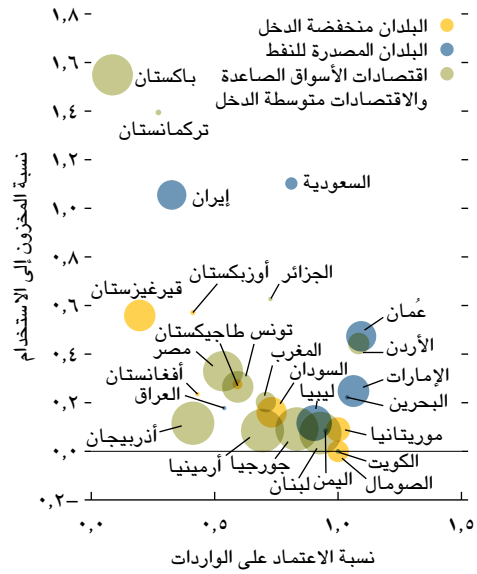 البلدان منخفضة الدخل
البلدان المصدرة للنفط
اقتصادات الأسواق الصاعدة
والاقتصادات متوسطة الدخل
نسبة المخزون إلى الاستخدام
١,٨
١,٦
١,٤
١,٢
١,٠
٠,٨
٠,٦
٠,٤
٠,٢
٠,٠
٠,٢–
باكستان
تركمانستان
السعودية
إيران
الجزائر
أوزبكستان
قيرغيزستان
عُمان
تونس
طاجيكستان
مصر
المغرب
الأردن
السودان
الإمارات
أفغانستان
ليبيا
البحرين
العراق
أذربيجان
موريتانيا
أرمينيا
جورجيا
لبنان
اليمن
الكويت
الصومال
٠,٠
٠,٥
١,٠
١,٥
نسبة الاعتماد على الواردات